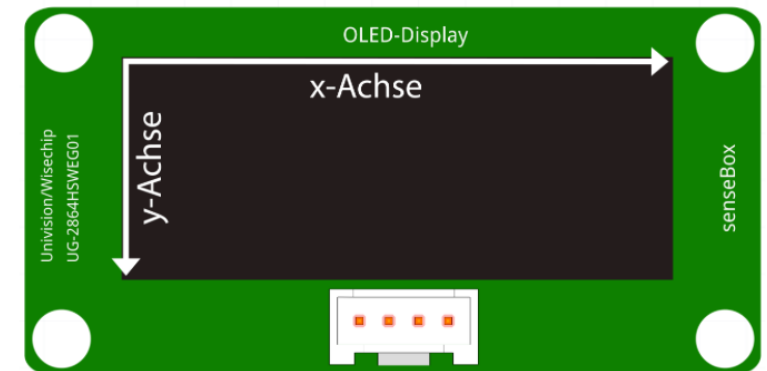 OLED-Display
x-Achse
y-Achse
Univision/Wisechip
UG-2864HSWEG01
senseBox